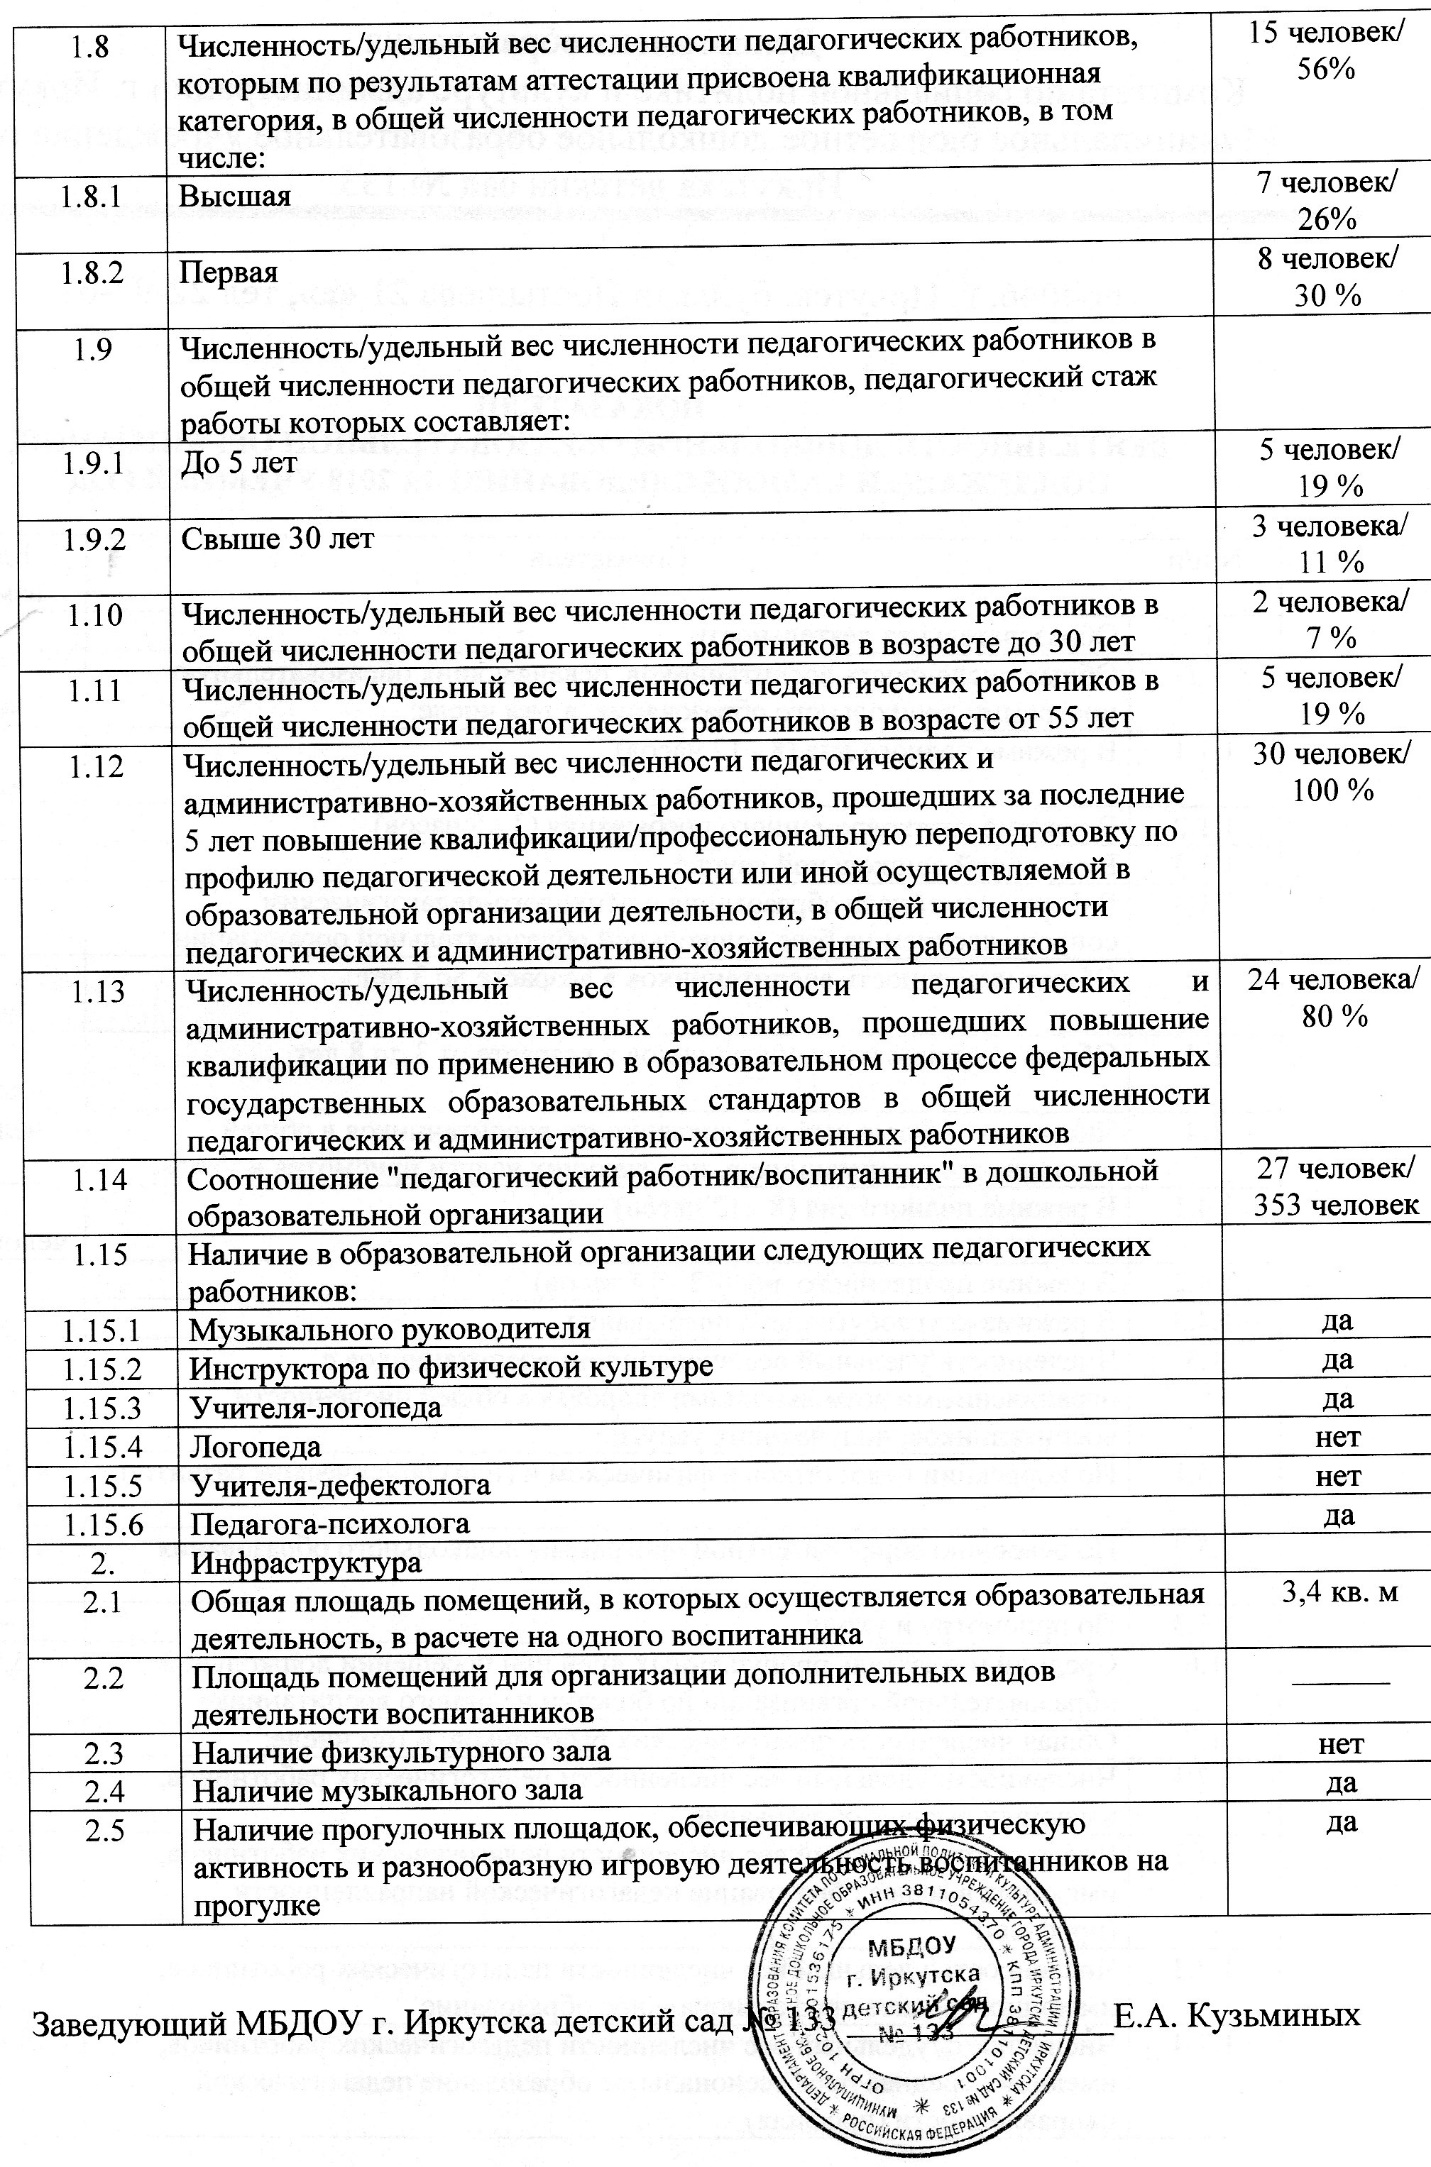 1.8 Численность/удельный вес численности педагогических работников, 15 человек/
которым по результатам аттестации присвоена квалификационная 56%
категория, в общей численности педагогических работников, в том
числе:
1.8.1 Высшая 7 человек/
26%
1.8.2 Первая 8 человек/
30 %
1.9 Численность/удельный вес численности педагогических работников в
общей численности педагогических работников, педагогический стаж
работы которых составляет:
1.9.1 До 5 лет 5 человек/
19 %
1.9.2 Свыше 30 лет 3 человека/
11 %
1.10 Численность/удельный вес численности педагогических работников в 2 человека/
общей численности педагогических работников в возрасте до 30 лет 7 %
1.11 Численность/удельный вес численности педагогических работников в 5 человек/
общей численности педагогических работников в возрасте от 55 лет 19 %
1.12 Численность/удельный вес численности педагогических и 30 человек/
административно-хозяйственных работников, прошедших за последние 100 %
5 лет повышение квалификации/профессиональную переподготовку по
профилю педагогической деятельности или иной осуществляемой в
образовательной организации деятельности, в общей численности
педагогических и административно-хозяйственных работников
1.13 Численность/удельный вес численности педагогических и 24 человека/
административно-хозяйственных работников, прошедших повышение 80 %
квалификации по применению в образовательном процессе федеральных
государственных образовательных стандартов в общей численности
педагогических и административно-хозяйственных работников
1.14 Соотношение "педагогический работник/воспитанник" в дошкольной 27 человек/
образовательной организации 353 человек
1.15 Наличие в образовательной организации следующих педагогических
работников:
1.15.1 Музыкального руководителя да
1.15.2 Инструктора по физической культуре да
1.15.3 Учителя-логопеда да
1.15.4 Логопеда нет
1.15.5 Учителя-дефектолога нет
1.15.6 Педагога-психолога да
2. Инфраструктура
2.1 Общая площадь помещений, в которых осуществляется образовательная 3,4 кв. м
деятельность, в расчете на одного воспитанника
2.2 Площадь помещений для организации дополнительных видов
деятельности воспитанников
2.3 Наличие физкультурного зала нет
2.4 Наличие музыкального зала да
2.5 Наличие прогулочных площадок, обеспечивающих физическую да
активность и разнообразную игровую деятельность воспитанников на
прогулке
МБДОУ
г. Иркутска
детский сад
№ 133
ИНН 3811054370 * КПП 381101001
РОССИЙСКАЯ ФЕДЕРАЦИЯ
Заведующий МБДОУ г. Иркутска детский сад № 133 Е.А. Кузьминых